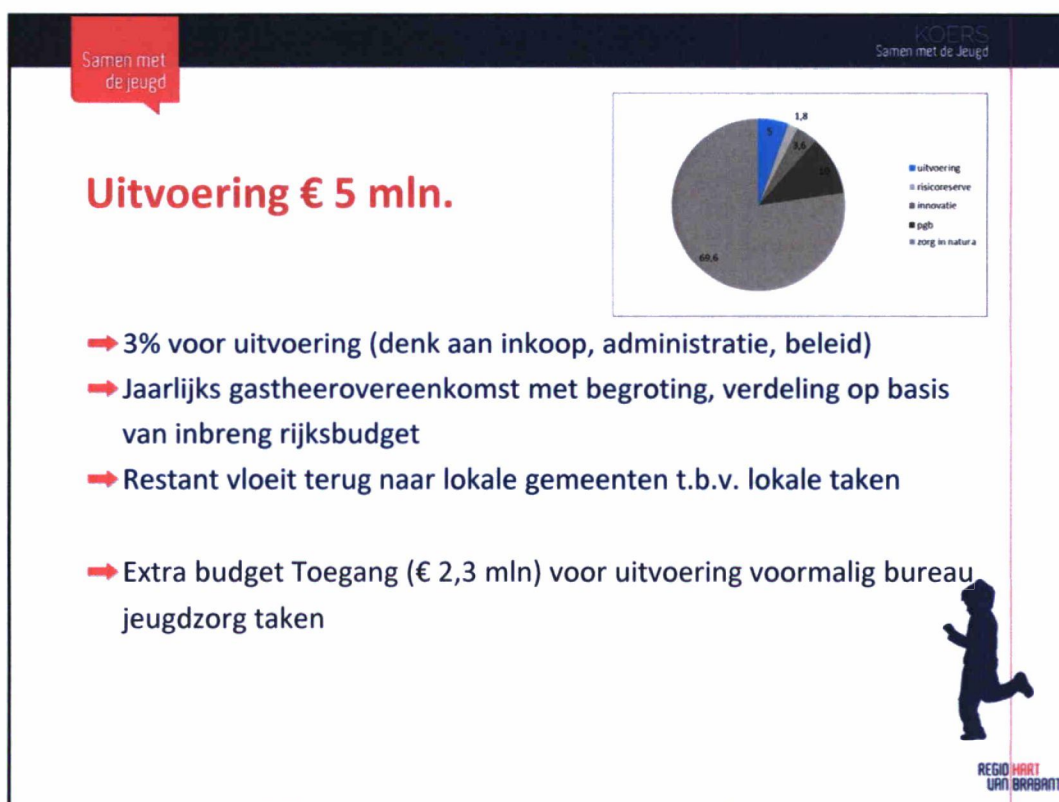 KOERS
Samen met de Jeugd
Samen met
de jeugd
1,8
5
3,6
10
69,6
uitvoering
risicoreserve
innovatie
pgb
zorg in natura
Uitvoering € 5 mln.
3% voor uitvoering (denk aan inkoop, administratie, beleid)
Jaarlijks gastheerovereenkomst met begroting, verdeling op basis
van inbreng rijksbudget
Restant vloeit terug naar lokale gemeenten t.b.v. lokale taken
Extra budget Toegang (€ 2,3 mln) voor uitvoering voormalig bureau
jeugdzorg taken
REGIO HART
VAN BRABANT